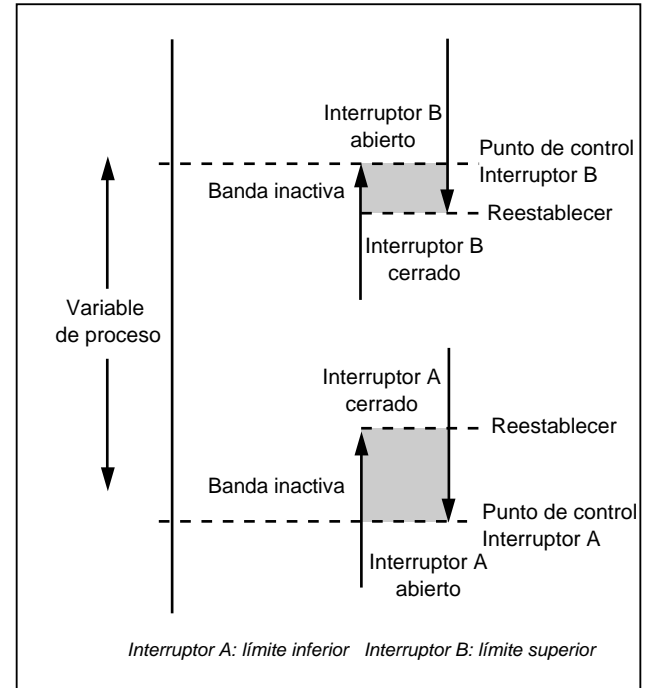 Interruptor B
abierto
Punto de control
Interruptor B
Banda inactiva
Reestablecer
Interruptor B
cerrado
Variable
de proceso
Interruptor A
cerrado
Reestablecer
Banda inactiva
Punto de control
Interruptor A
Interruptor A
abierto
Interruptor A: límite inferior Interruptor B: límite superior